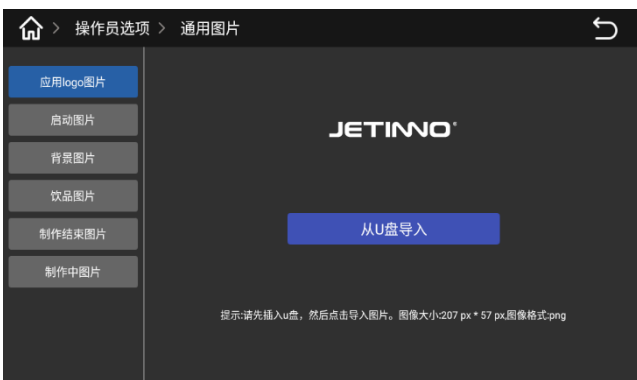 操作员选项 > 通用图片
应用logo图片
启动图片
背景图片
饮品图片
制作结束图片
制作中图片
JETINNO®
从U盘导入
提示:请先插入u盘，然后点击导入图片。图像大小:207 px * 57 px,图像格式:png